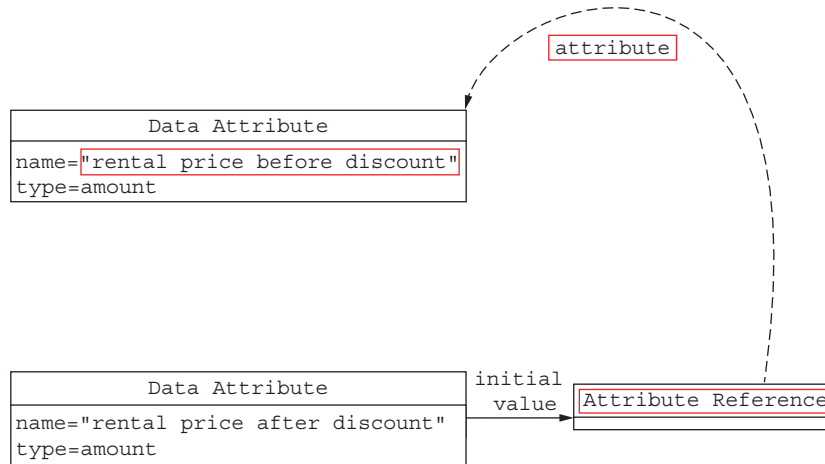 attribute
Data Attribute
name="rental price before discount"
type=amount
Data Attribute
name="rental price after discount"
type=amount
initial
value
Attribute Reference